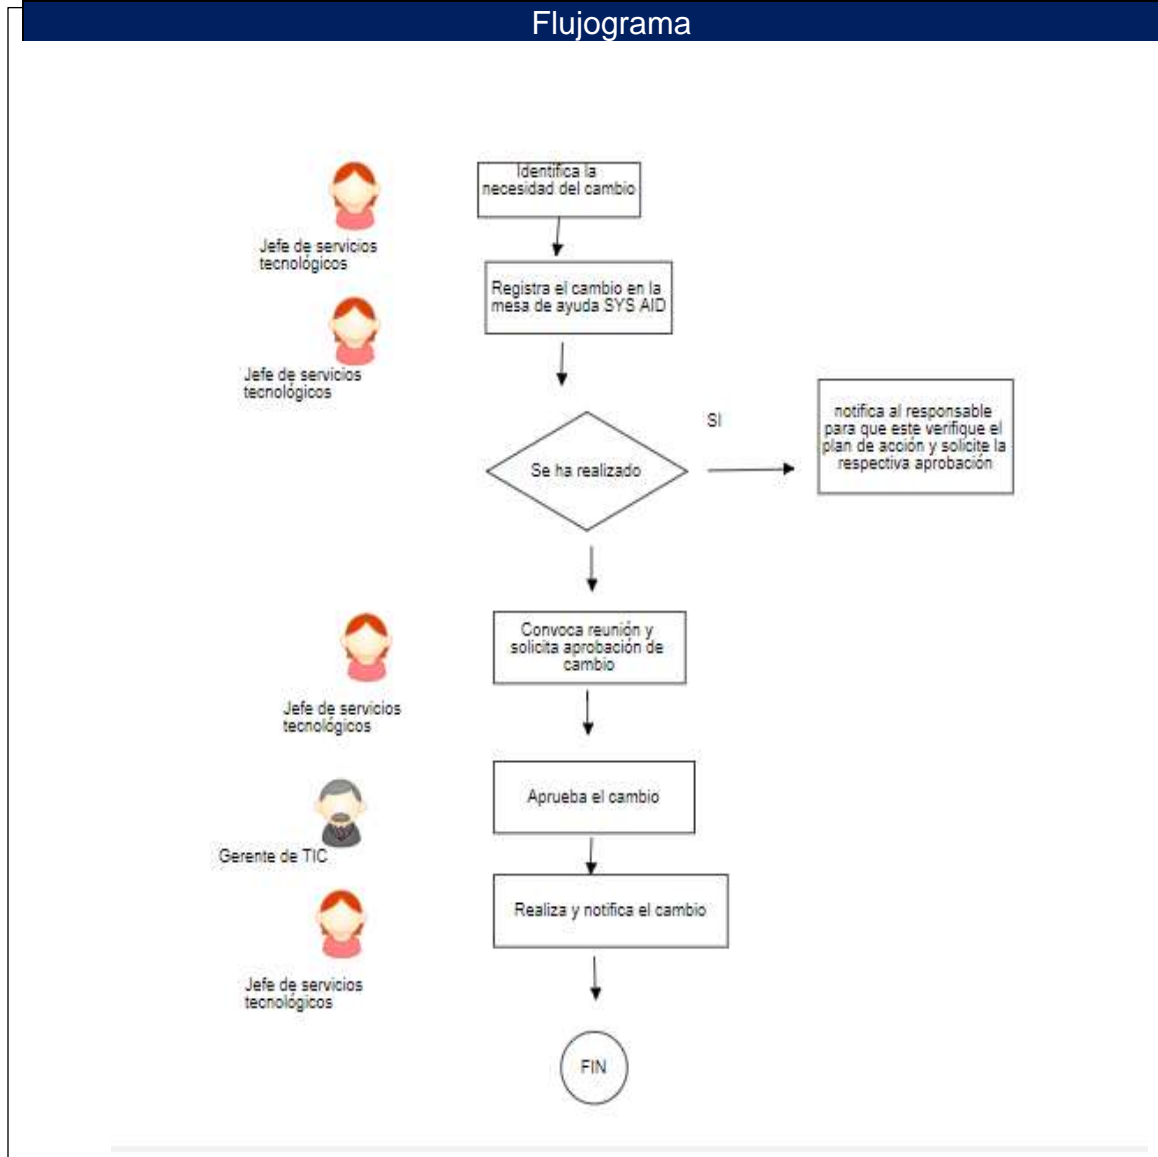 Flujograma
Identifica la
necesidad del cambio
Jefe de servicios
tecnológicos
Registra el cambio en la
mesa de ayuda SYS AID
Jefe de servicios
tecnológicos
Se ha realizado
SI
notifica al responsable
para que este verifique el
plan de acción y solicite la
respectiva aprobación
Convoca reunión y
solicita aprobación de
cambio
Jefe de servicios
tecnológicos
Aprueba el cambio
Gerente de TIC
Realiza y notifica el cambio
Jefe de servicios
tecnológicos
FIN